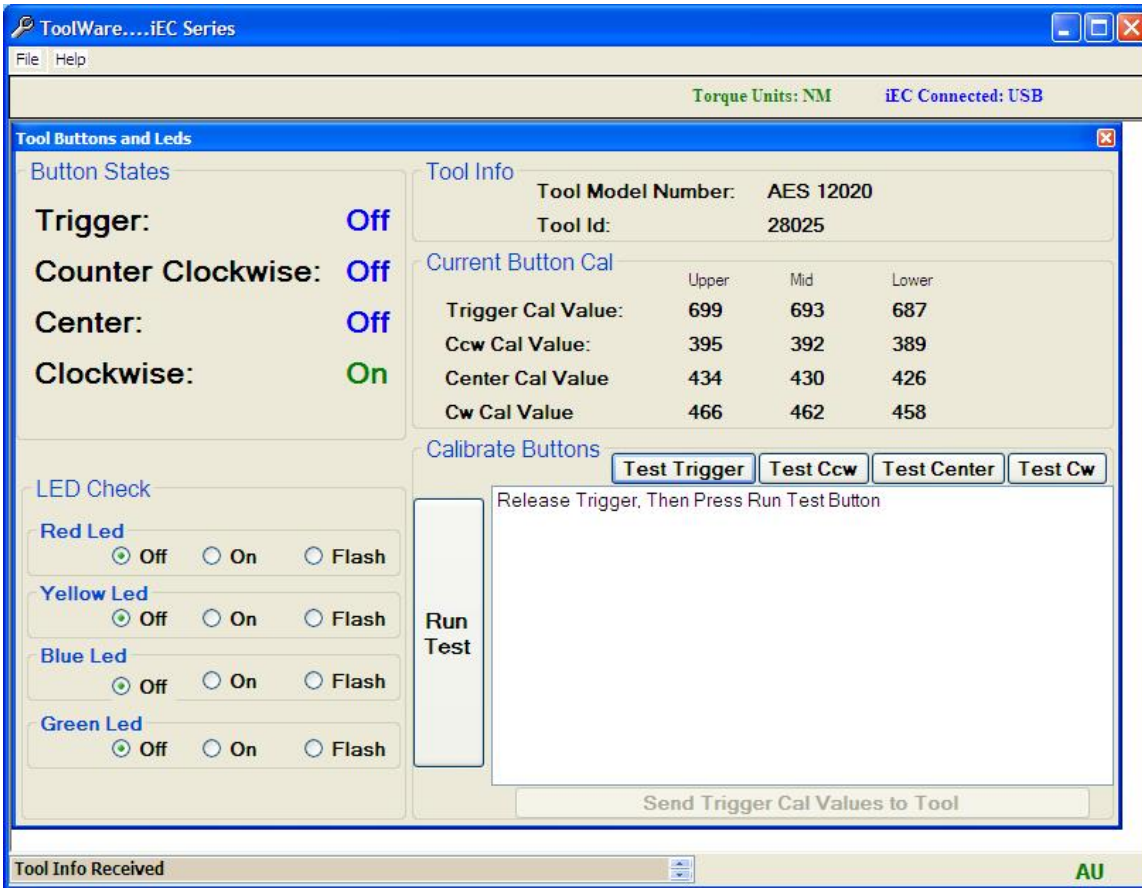 ToolWare....iEC Series
File Help
Torque Units: NM iEC Connected: USB
Tool Buttons and Leds
Button States
Trigger: Off
Counter Clockwise: Off
Center: Off
Clockwise: On
Tool Info
Tool Model Number: AES 12020
Tool Id: 28025
Current Button Cal
Upper Mid Lower
Trigger Cal Value: 699 693 687
Ccw Cal Value: 395 392 389
Center Cal Value 434 430 426
Cw Cal Value 466 462 458
LED Check
Red Led
Off On Flash
Yellow Led
Off On Flash
Blue Led
Off On Flash
Green Led
Off On Flash
Calibrate Buttons
Test Trigger Test Ccw Test Center Test Cw
Release Trigger, Then Press Run Test Button
Run
Test
Send Trigger Cal Values to Tool
Tool Info Received
AU